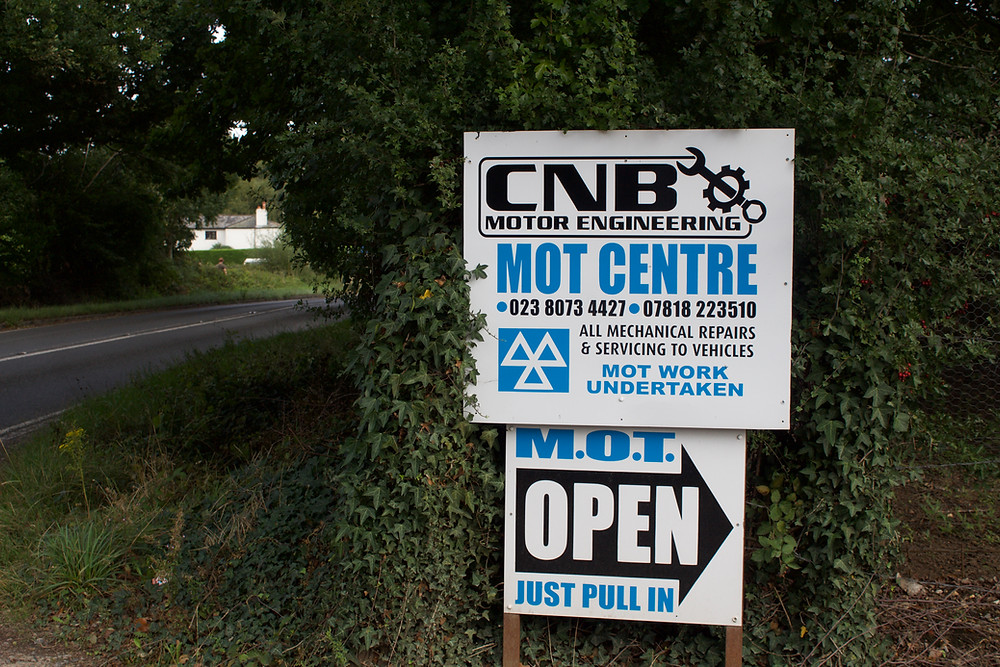 CNB
MOTOR ENGINEERING
MOT CENTRE
•023 8073 4427 •07818 223510
ALL MECHANICAL REPAIRS
& SERVICING TO VEHICLES
MOT WORK
UNDERTAKEN
M.O.T.
OPEN
JUST PULL IN